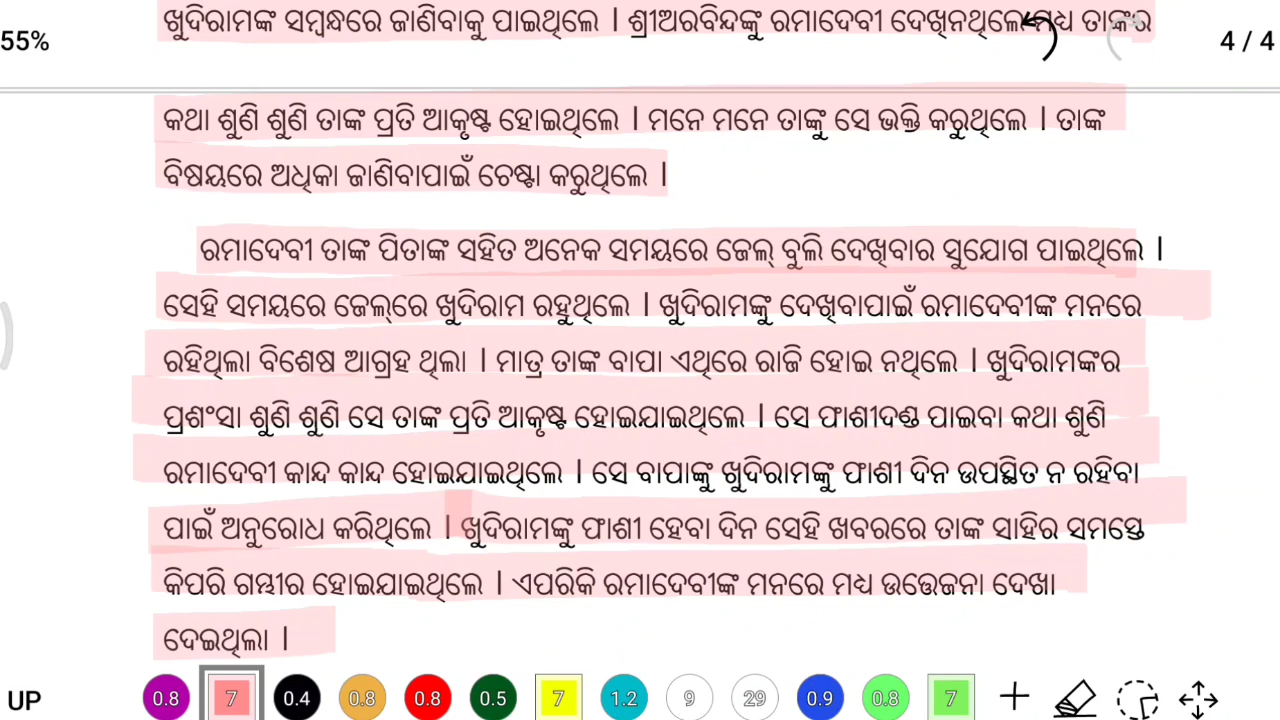 ଖୁଦିରାମଙ୍କ ସମ୍ବନ୍ଧରେ ଜାଣିବାକୁ ପାଇଥିଲେ । ଶ୍ରୀଅରବିନ୍ଦଙ୍କୁ ରମାଦେବୀ ଦେଖିନଥିଲେ ମଧ୍ୟ ତାଙ୍କର
55%
4 / 4
କଥା ଶୁଣି ଶୁଣି ତାଙ୍କ ପ୍ରତି ଆକୃଷ୍ଟ ହୋଇଥିଲେ । ମନେ ମନେ ତାଙ୍କୁ ସେ ଭକ୍ତି କରୁଥିଲେ । ତାଙ୍କ
ବିଷୟରେ ଅଧିକା ଜାଣିବାପାଇଁ ଚେଷ୍ଟା କରୁଥିଲେ ।
ରମାଦେବୀ ତାଙ୍କ ପିତାଙ୍କ ସହିତ ଅନେକ ସମୟରେ ଜେଲ୍ ବୁଲି ଦେଖିବାର ସୁଯୋଗ ପାଇଥିଲେ ।
ସେହି ସମୟରେ ଜେଲ୍‌ରେ ଖୁଦିରାମ ରହୁଥିଲେ । ଖୁଦିରାମଙ୍କୁ ଦେଖିବାପାଇଁ ରମାଦେବୀଙ୍କ ମନରେ
ରହିଥିଲା ବିଶେଷ ଆଗ୍ରହ ଥିଲା । ମାତ୍ର ତାଙ୍କ ବାପା ଏଥିରେ ରାଜି ହୋଇ ନଥିଲେ । ଖୁଦିରାମଙ୍କର
ପ୍ରଶଂସା ଶୁଣି ଶୁଣି ସେ ତାଙ୍କ ପ୍ରତି ଆକୃଷ୍ଟ ହୋଇଯାଇଥିଲେ । ସେ ଫାଶୀଦଣ୍ଡ ପାଇବା କଥା ଶୁଣି
ରମାଦେବୀ କାନ୍ଦ କାନ୍ଦ ହୋଇଯାଇଥିଲେ । ସେ ବାପାଙ୍କୁ ଖୁଦିରାମଙ୍କୁ ଫାଶୀ ଦିନ ଉପସ୍ଥିତ ନ ରହିବା
ପାଇଁ ଅନୁରୋଧ କରିଥିଲେ । ଖୁଦିରାମଙ୍କୁ ଫାଶୀ ହେବା ଦିନ ସେହି ଖବରରେ ତାଙ୍କ ସାହିର ସମସ୍ତେ
କିପରି ଗମ୍ଭୀର ହୋଇଯାଇଥିଲେ । ଏପରିକି ରମାଦେବୀଙ୍କ ମନରେ ମଧ୍ୟ ଉତ୍ତେଜନା ଦେଖା
ଦେଇଥିଲା ।
UP 0.8 7 0.4 0.8 0.8 0.5 7 1.2 9 29 0.9 0.8 7